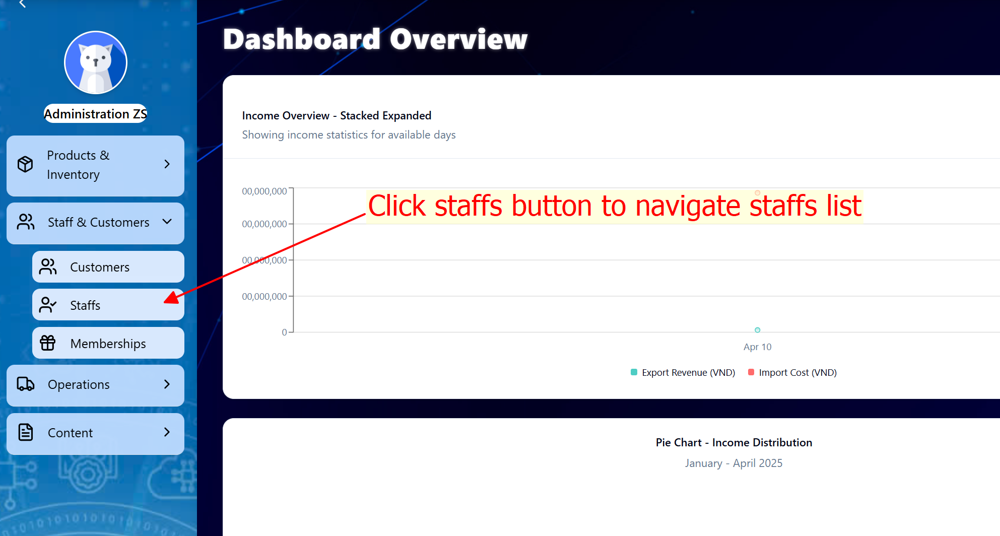 Administration ZS
Products &
Inventory
Staff & Customers
Customers
Staffs
Memberships
Operations
Content
Dashboard Overview
Income Overview - Stacked Expanded
Showing income statistics for available days
00,000,000
Click staffs button to navigate staffs list
00,000,000
00,000,000
00,000,000
0
Apr 10
Export Revenue (VND) Import Cost (VND)
Pie Chart - Income Distribution
January - April 2025